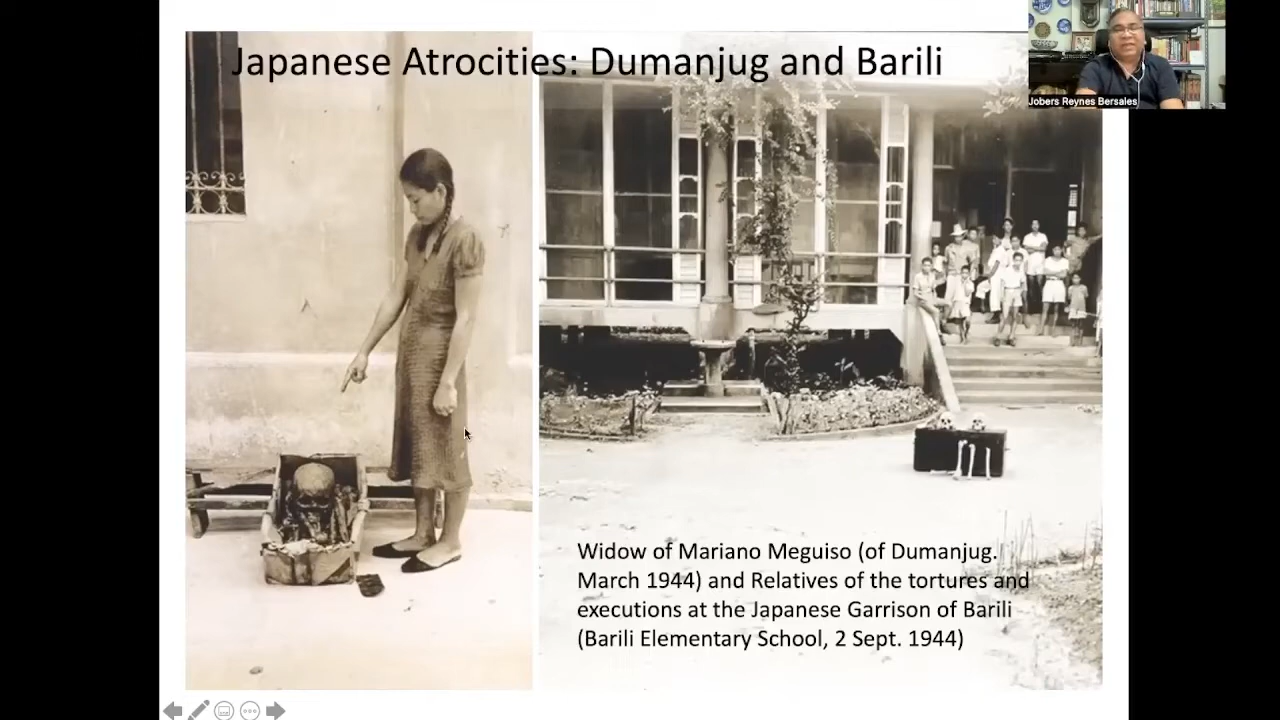 Japanese Atrocities: Dumanjug and Barili
Jobers Reynes Bersales
Widow of Mariano Meguiso (of Dumanjug.
March 1944) and Relatives of the tortures and
executions at the Japanese Garrison of Barili
(Barili Elementary School, 2 Sept. 1944)